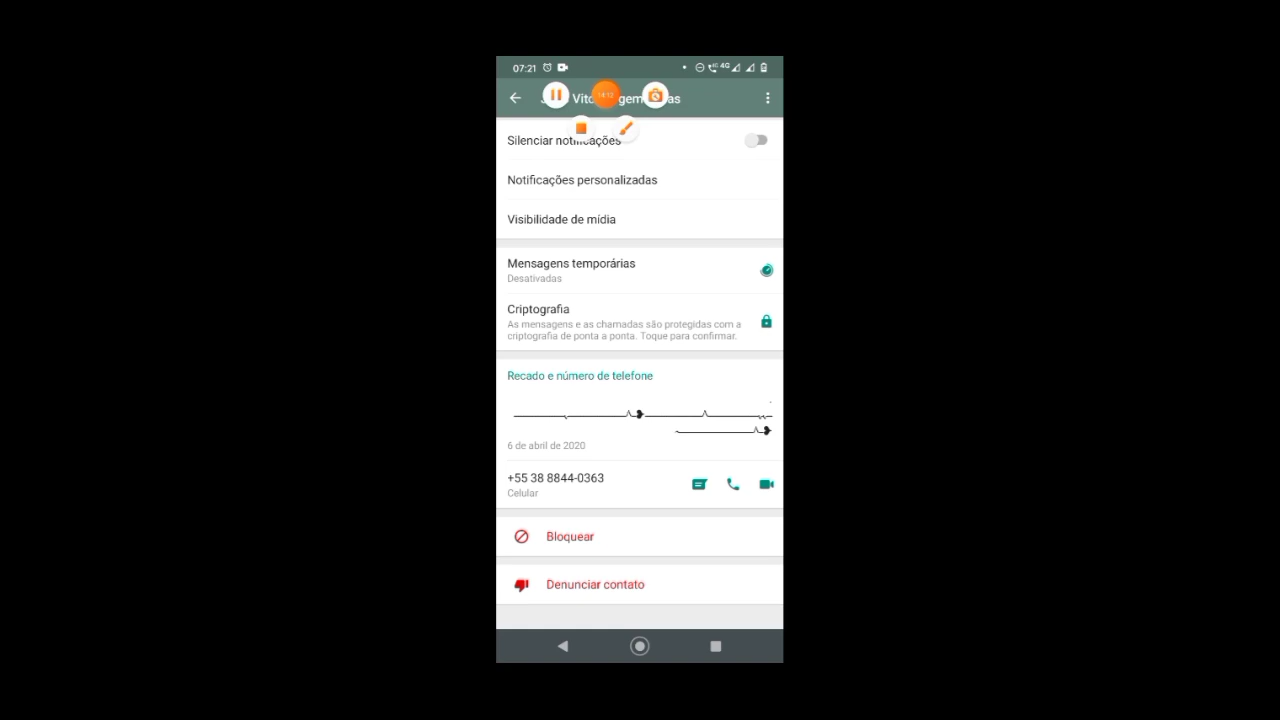 07:21
4G
Silenciar notificações
Notificações personalizadas
Visibilidade de mídia
Mensagens temporárias
Desativadas
Criptografia
As mensagens e as chamadas são protegidas com a
criptografia de ponta a ponta. Toque para confirmar.
Recado e número de telefone
6 de abril de 2020
+55 38 8844-0363
Celular
Bloquear
Denunciar contato